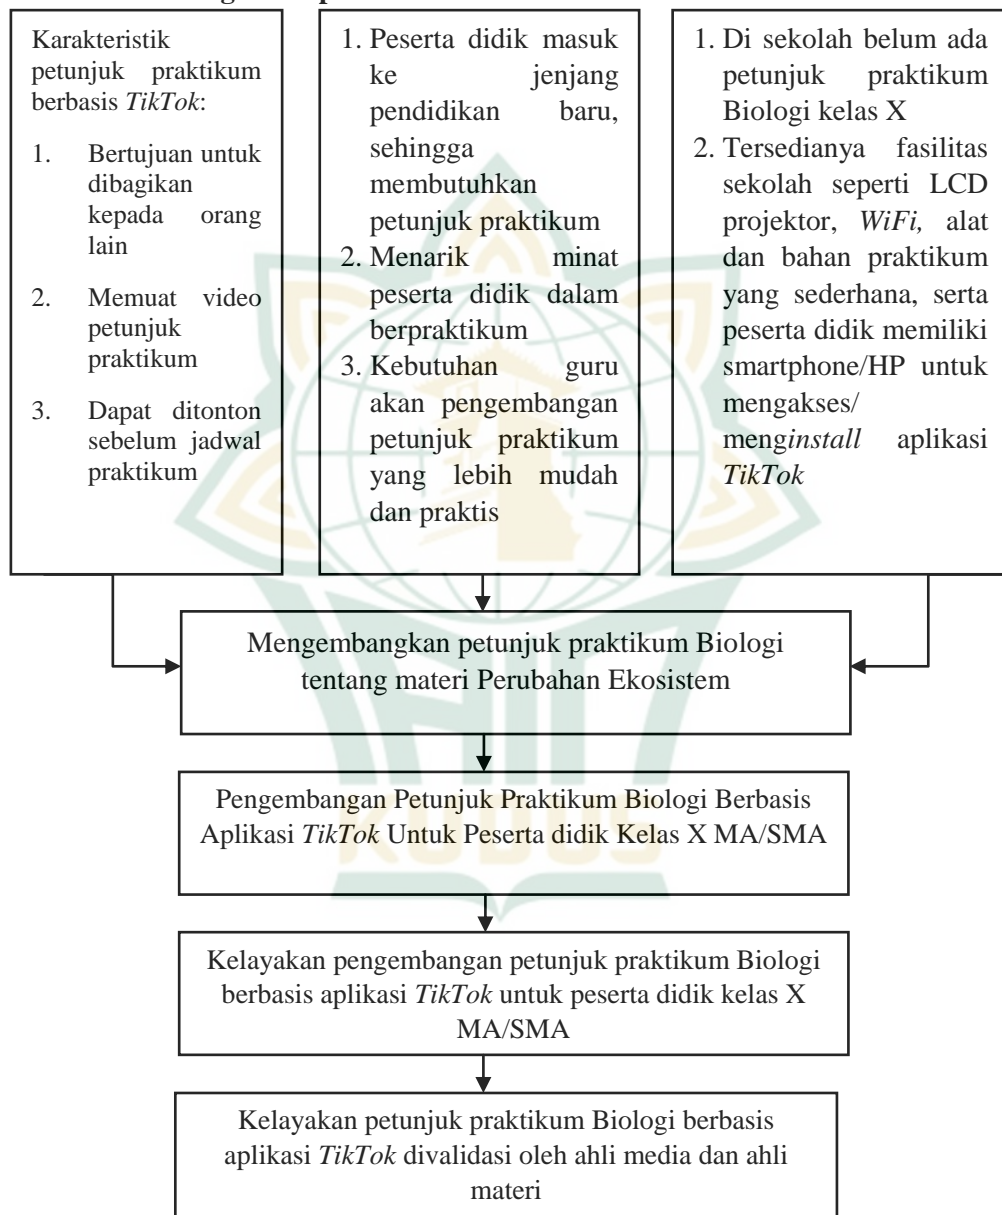 Karakteristik
petunjuk praktikum
berbasis TikTok:
1. Bertujuan untuk
dibagikan
kepada orang
lain
2. Memuat video
petunjuk
praktikum
3. Dapat ditonton
sebelum jadwal
praktikum
1. Peserta didik masuk
ke jenjang
pendidikan baru,
sehingga
membutuhkan
petunjuk praktikum
2. Menarik minat
peserta didik dalam
berpraktikum
3. Kebutuhan guru
akan pengembangan
petunjuk praktikum
yang lebih mudah
dan praktis
1. Di sekolah belum ada
petunjuk praktikum
Biologi kelas X
2. Tersedianya fasilitas
sekolah seperti LCD
projektor, WiFi, alat
dan bahan praktikum
yang sederhana, serta
peserta didik memiliki
smartphone/HP untuk
mengakses/
menginstall aplikasi
TikTok
Mengembangkan petunjuk praktikum Biologi
tentang materi Perubahan Ekosistem
Pengembangan Petunjuk Praktikum Biologi Berbasis
Aplikasi TikTok Untuk Peserta didik Kelas X MA/SMA
KUDUS
Kelayakan pengembangan petunjuk praktikum Biologi
berbasis aplikasi TikTok untuk peserta didik kelas X
MA/SMA
Kelayakan petunjuk praktikum Biologi berbasis
aplikasi TikTok divalidasi oleh ahli media dan ahli
materi